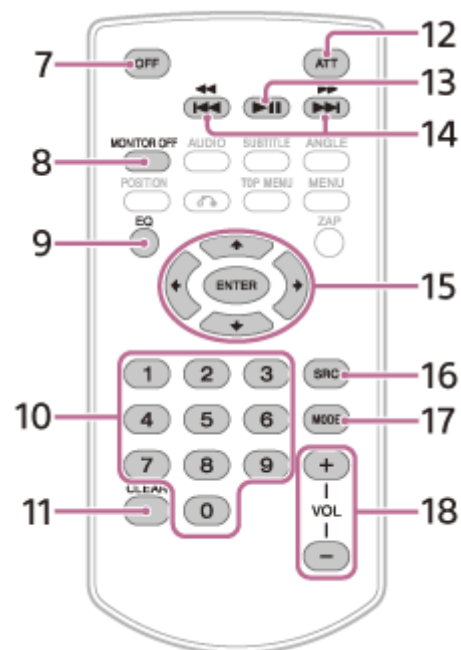 7 OFF ATT 12
13
14
MONITOR OFF AUDIO SUBTITLE ANGLE
8
POSITION TOP MENU MENU
9 EQ ZAP
ENTER 15
1 2 3 SRC 16
10 4 5 6 MODE 17
7 8 9 +
CLEAR
11 0 VOL 18
−